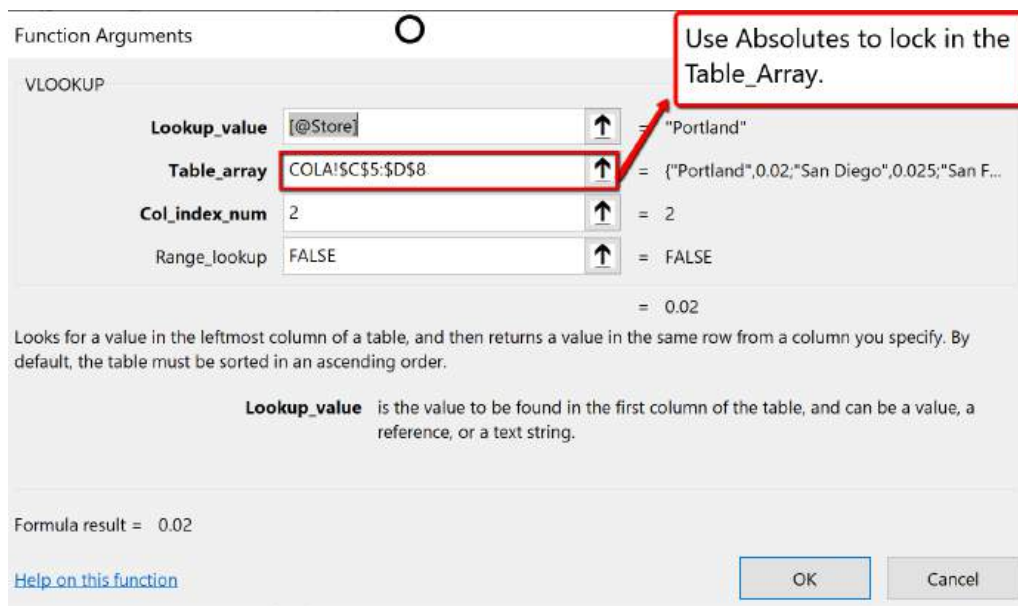 Function Arguments
Use Absolutes to lock in the
Table_Array.
VLOOKUP
Lookup_value [@Store] = "Portland"
Table_array COLA!$C$5:$D$8 = {"Portland",0.02;"San Diego",0.025;"San F...
Col_index_num 2 = 2
Range_lookup FALSE = FALSE
= 0.02
Looks for a value in the leftmost column of a table, and then returns a value in the same row from a column you specify. By
default, the table must be sorted in an ascending order.
Lookup_value is the value to be found in the first column of the table, and can be a value, a
reference, or a text string.
Formula result = 0.02
Help on this function OK Cancel